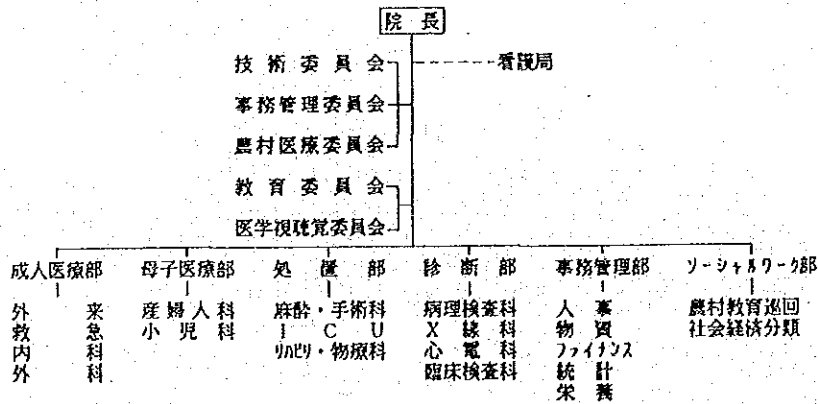 院長
技術委員会
看護局
事務管理委員会
農村医療委員会
教育委員会
医学視聴覚委員会
成人医療部 母子医療部 処置部 診断部 事務管理部 ソーシャルワーク部
外来 産婦人科 麻酔・手術科 病理検査科 人事 農村教育巡回
救急 小児科 ICU X線科 物資 社会経済分類
内科 リハビリ・物療科 心電科 ファイナンス
外科 臨床検査科 統計
栄養